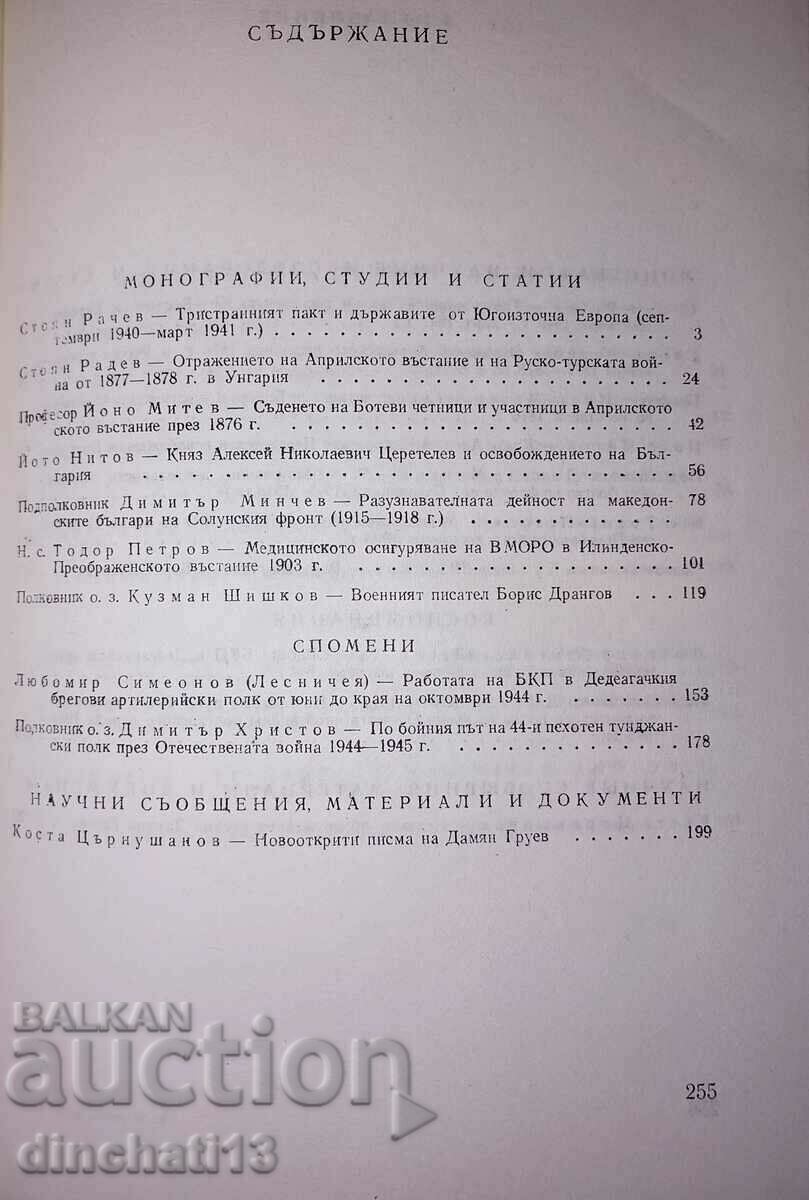 СЪДЪРЖАНИЕ
МОНОГРАФИИ, СТУДИИ И СТАТИИ
Стоян Рачев — Тристранният пакт и държавите от Югоизточна Европа (сеп-
тември 1940—март 1941 г.) . . . . . . . . . . . . . . . . . . . . . . 3
Стоян Радев — Отражението на Априлското въстание и на Руско-турската вой-
на от 1877—1878 г. в Унгария . . . . . . . . . . . . . . . . . . . . 24
Професор Йоно Митев — Съденето на Ботеви четници и участници в Априлското
ското въстание през 1876 г. . . . . . . . . . . . . . . . . . . . . . 42
Йото Нитов — Княз Алексей Николаевич Церетелев и освобождението на Бъл-
гария . . . . . . . . . . . . . . . . . . . . . . . . . . . . 56
Подполковник Димитър Минчев — Разузнавателната дейност на македон- 78
ските българи на Солунския фронт (1915—1918 г.) . . . . . . . . . . .
Н. с. Тодор Петров — Медицинското осигуряване на ВМОРО в Илинденско-
Преображенското въстание 1903 г. . . . . . . . . . . . . . . . . . 101
Полковник о. з. Кузман Шишков — Военният писател Борис Дрангов . . . 119
СПОМЕНИ
Любомир Симеонов (Лесничея) — Работата на БКП в Дедеагачкия
брегови артилерийски полк от юни до края на октомври 1944 г. . . . . . . . 153
Полковник о. з. Димитър Христов — По бойния път на 44-и пехотен тунджан-
ски полк през Отечествената война 1944—1945 г. . . . . . . . . . . . . 178
НАУЧНИ СЪОБЩЕНИЯ, МАТЕРИАЛИ И ДОКУМЕНТИ
Коста Църнушанов — Новооткрити писма на Дамян Груев . . . . . . . 199
BALKAN
auction
dinchati13
255